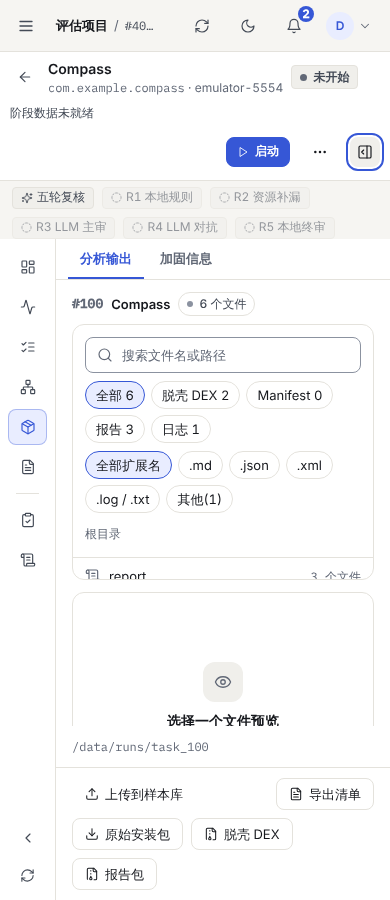 评估项目 / #40…
2
D
Compass
com.example.compass · emulator-5554
未开始
阶段数据未就绪
启动
五轮复核 R1 本地规则 R2 资源补漏
R3 LLM 主审 R4 LLM 对抗 R5 本地终审
分析输出 加固信息
#100 Compass 6 个文件
搜索文件名或路径
全部 6 脱壳 DEX 2 Manifest 0
报告 3 日志 1
全部扩展名 .md .json .xml
.log / .txt 其他(1)
根目录
report 3 个文件
选择一个文件预览
/data/runs/task_100
上传到样本库 导出清单
原始安装包 脱壳 DEX
报告包